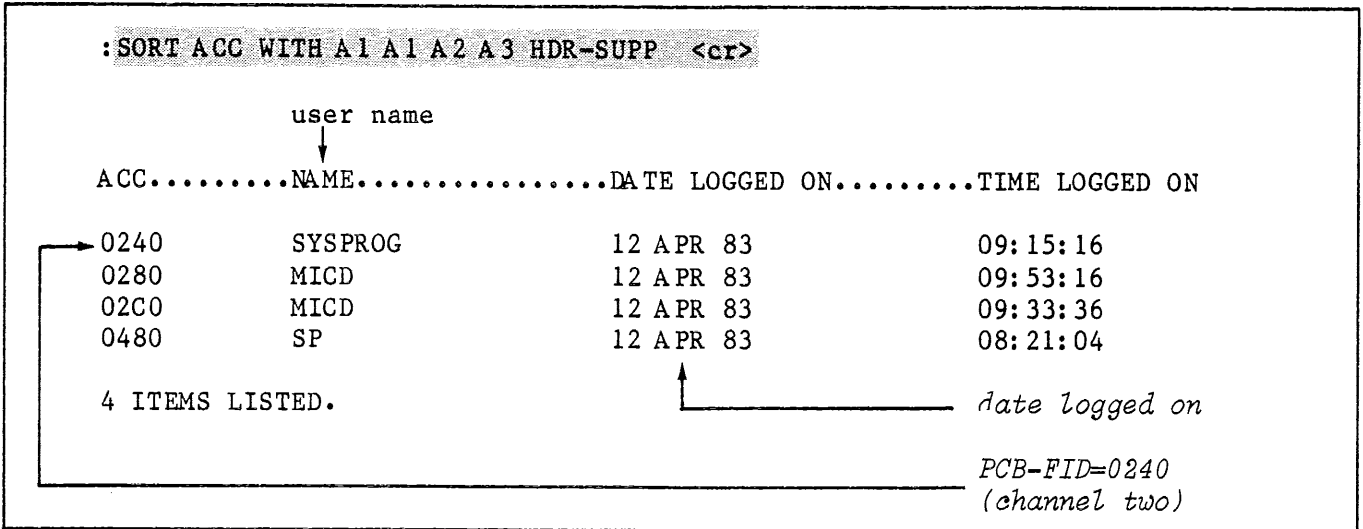 :SORT ACC WITH A1 A1 A2 A3 HDR-SUPP <cr>
user name
ACC.........NAME................DATE LOGGED ON.........TIME LOGGED ON
0240 SYSPROG 12 APR 83 09:15:16
0280 MICD 12 APR 83 09:53:16
02C0 MICD 12 APR 83 09:33:36
0480 SP 12 APR 83 08:21:04
4 ITEMS LISTED.
date logged on
PCB-FID=0240
(channel two)